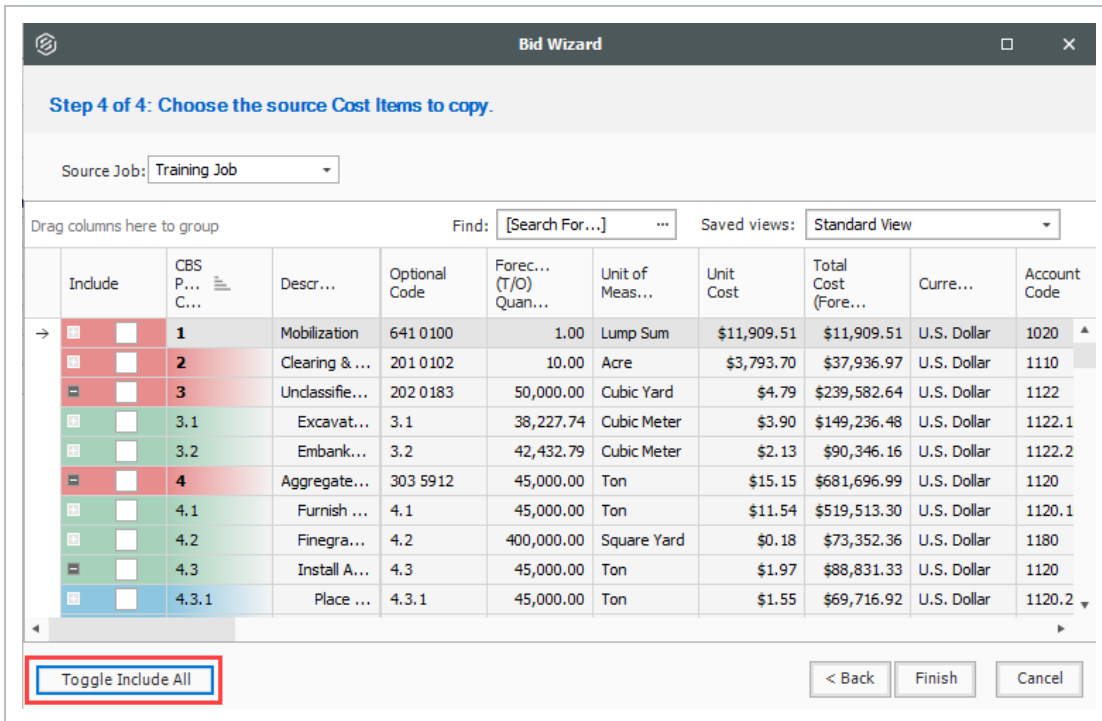 Bid Wizard
Step 4 of 4: Choose the source Cost Items to copy.
Source Job: Training Job
Drag columns here to group Find: [Search For...] ... Saved views: Standard View
Include CBS P... C... Descr... Optional Code Forec... (T/O) Quan... Unit of Meas... Unit Cost Total Cost (Fore... Curre... Account Code
1 Mobilization 641 0100 1.00 Lump Sum $11,909.51 $11,909.51 U.S. Dollar 1020
2 Clearing & ... 201 0102 10.00 Acre $3,793.70 $37,936.97 U.S. Dollar 1110
3 Unclassifie... 202 0183 50,000.00 Cubic Yard $4.79 $239,582.64 U.S. Dollar 1122
3.1 Excavat... 3.1 38,227.74 Cubic Meter $3.90 $149,236.48 U.S. Dollar 1122.1
3.2 Embank... 3.2 42,432.79 Cubic Meter $2.13 $90,346.16 U.S. Dollar 1122.2
4 Aggregate... 303 5912 45,000.00 Ton $15.15 $681,696.99 U.S. Dollar 1120
4.1 Furnish ... 4.1 45,000.00 Ton $11.54 $519,513.30 U.S. Dollar 1120.1
4.2 Finegra... 4.2 400,000.00 Square Yard $0.18 $73,352.36 U.S. Dollar 1180
4.3 Install A... 4.3 45,000.00 Ton $1.97 $88,831.33 U.S. Dollar 1120
4.3.1 Place ... 4.3.1 45,000.00 Ton $1.55 $69,716.92 U.S. Dollar 1120.2
Toggle Include All < Back Finish Cancel